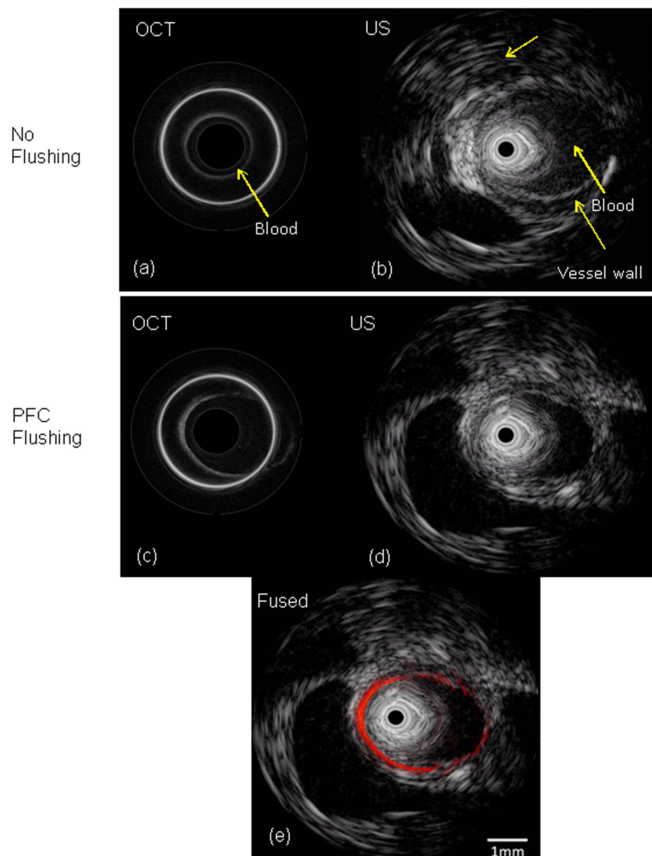 OCT
US
No
Flushing
Blood
Blood
Vessel wall
(a)
(b)
OCT
US
PFC
Flushing
(c)
(d)
Fused
(e)
1mm